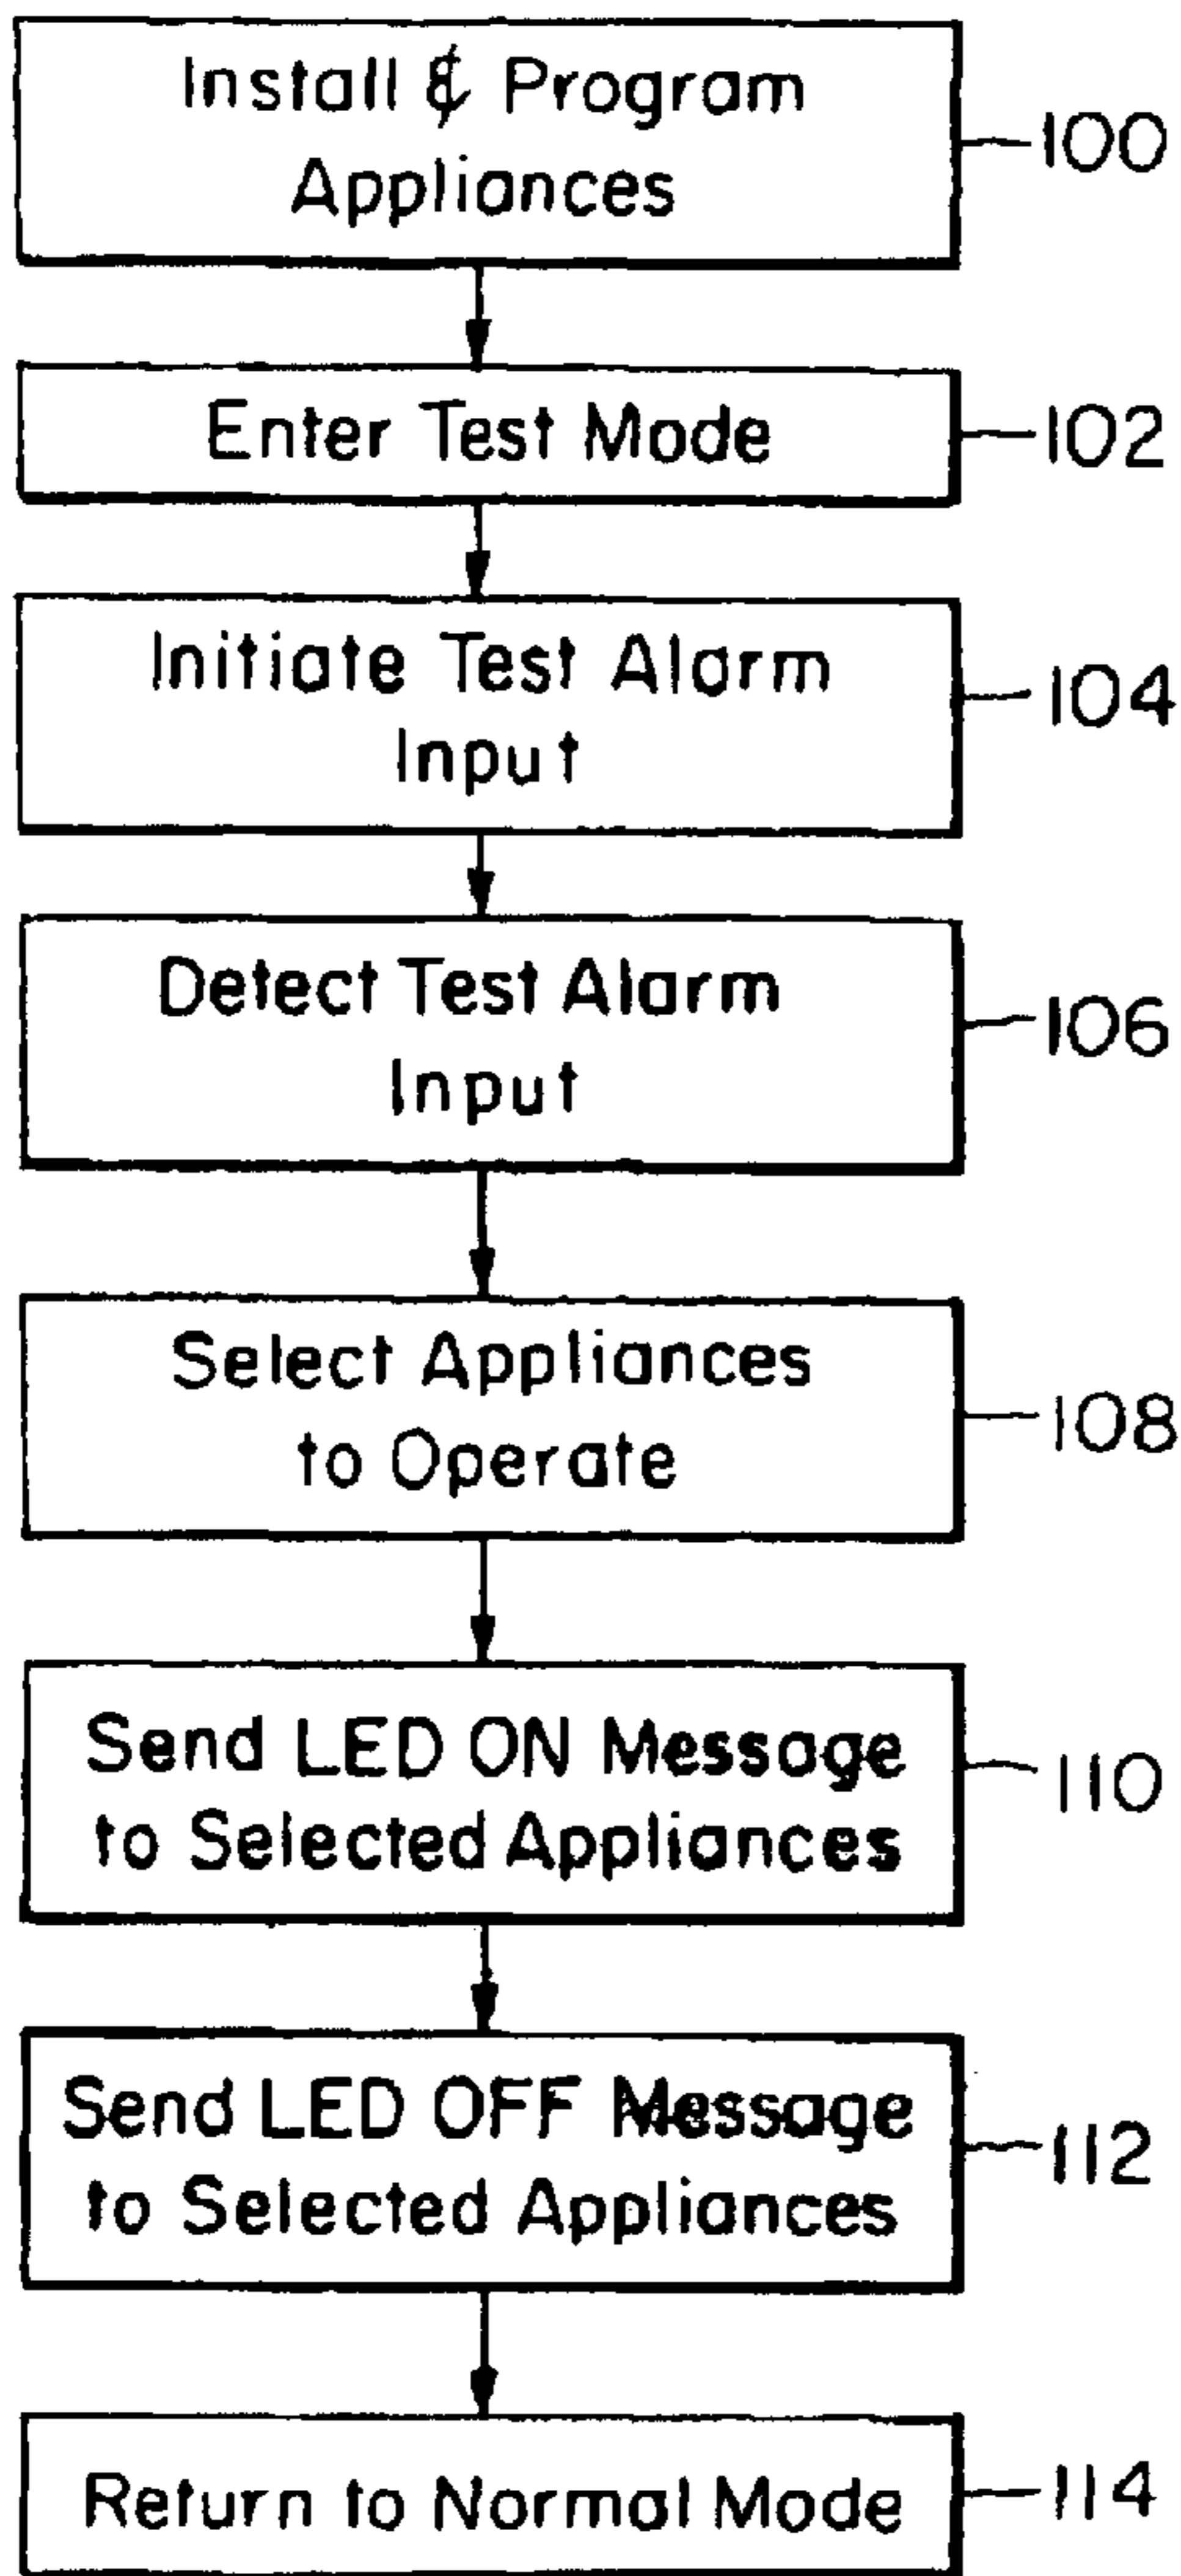 Install & Program
Appliances
100
Enter Test Mode
102
Initiate Test Alarm
Input
104
Detect Test Alarm
Input
106
Select Appliances
to Operate
108
Send LED ON Message
to Selected Appliances
110
Send LED OFF Message
to Selected Appliances
112
Return to Normal Mode
114